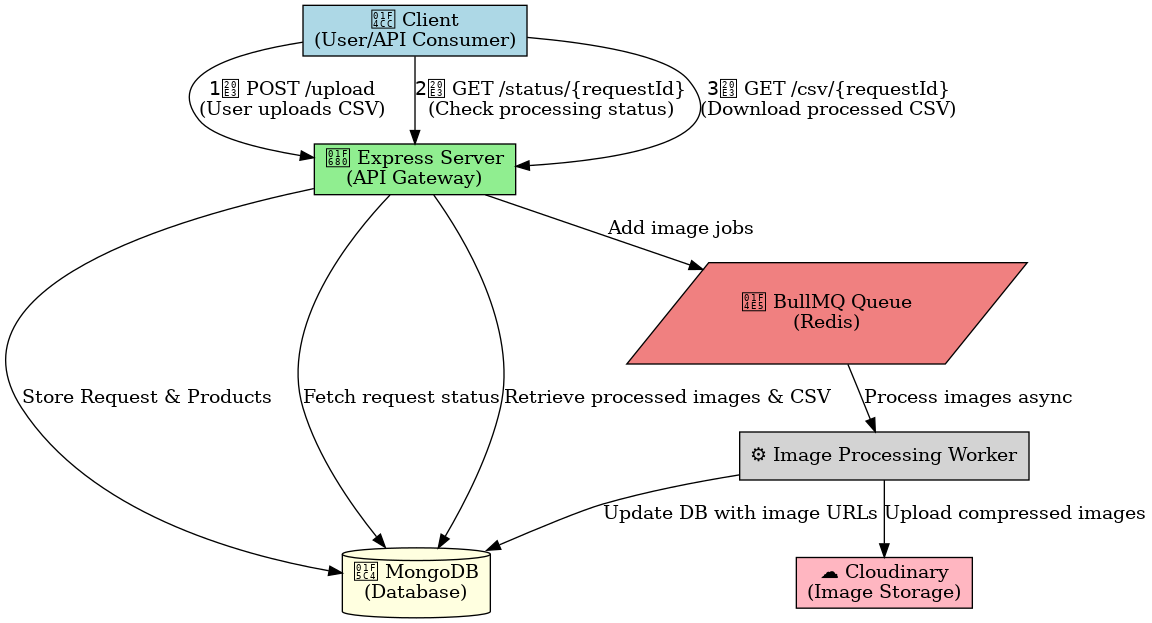 Client
(User/API Consumer)
1 POST /upload
(User uploads CSV)
2 GET /status/{requestId}
(Check processing status)
3 GET /csv/{requestId}
(Download processed CSV)
Express Server
(API Gateway)
Add image jobs
BullMQ Queue
(Redis)
Store Request & Products
Fetch request status
Retrieve processed images & CSV
Process images async
⚙ Image Processing Worker
Update DB with image URLs
Upload compressed images
MongoDB
(Database)
☁ Cloudinary
(Image Storage)